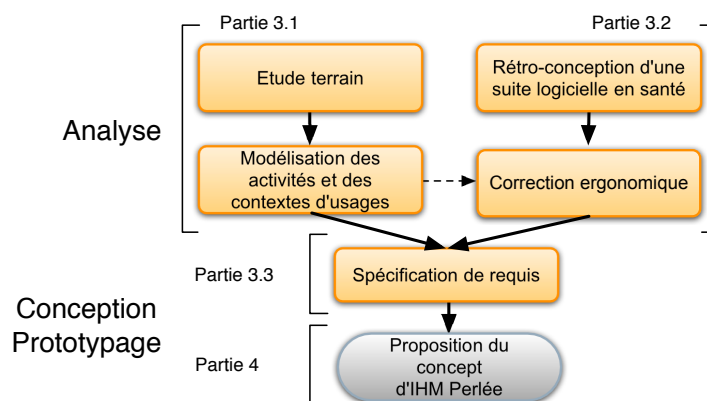 Partie 3.1
Partie 3.2
Etude terrain
Rétro-conception d'une
suite logicielle en santé
Analyse
Modélisation des
activités et des
contextes d'usages
Correction ergonomique
Partie 3.3
Spécification de requis
Conception
Prototypage
Partie 4
Proposition du
concept
d'IHM Perlée